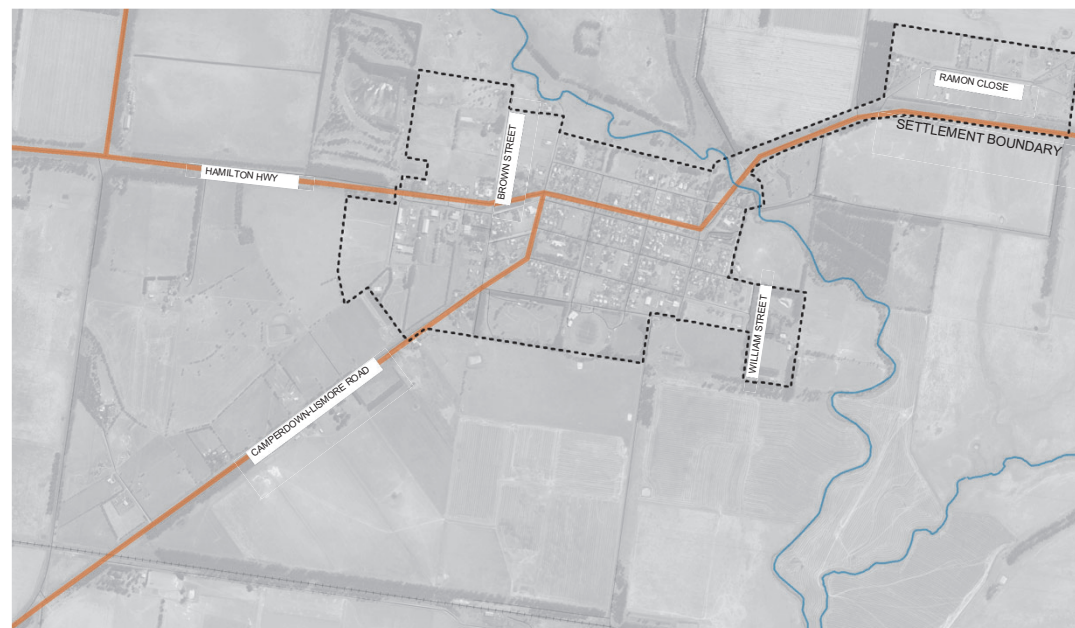 RAMON CLOSE
SETTLEMENT BOUNDARY
BROWN STREET
HAMILTON HWY
WILLIAM STREET
CAMPERDOWN-LISMORE ROAD